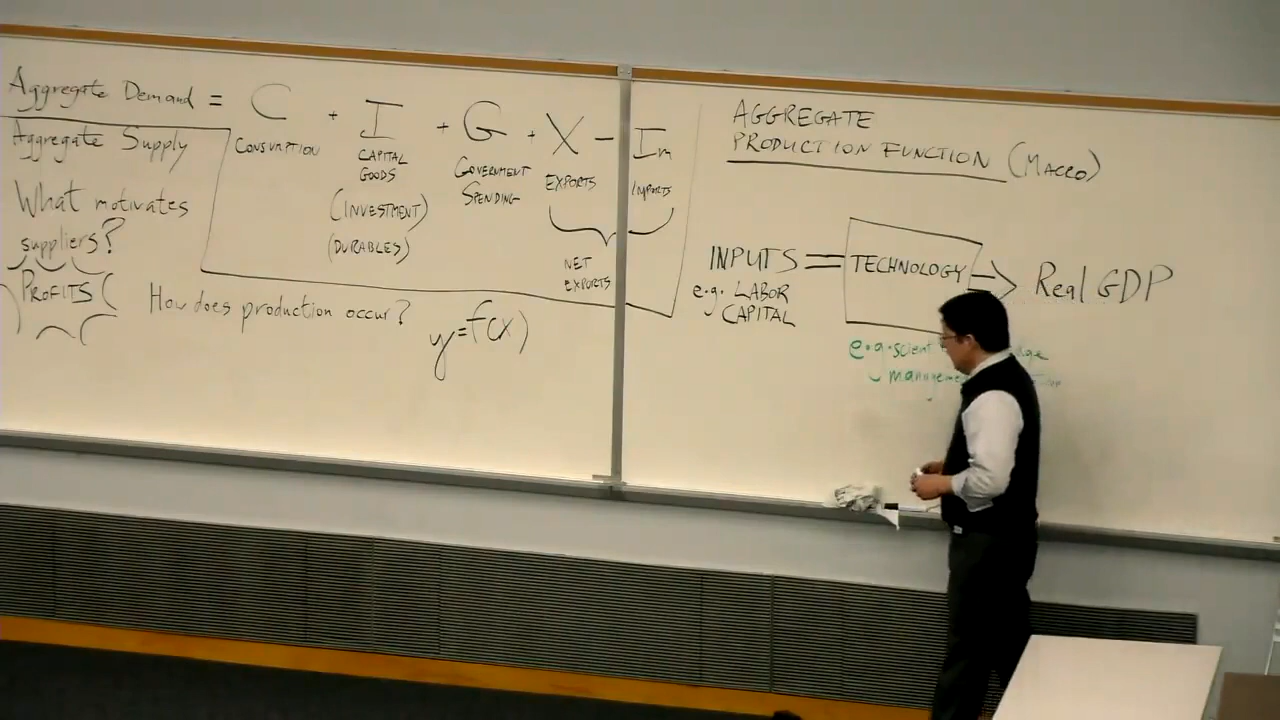 Aggregate Demand = C + I + G + X - Im
CONSUMPTION
CAPITAL
GOODS
(INVESTMENT)
(DURABLES)
GOVERNMENT
SPENDING
EXPORTS
IMPORTS
NET
EXPORTS
Aggregate Supply
What motivates
suppliers?
PROFITS
How does production occur?
y=f(x)
AGGREGATE
PRODUCTION FUNCTION (MACRO)
INPUTS = TECHNOLOGY → Real GDP
e.g. LABOR
CAPITAL
e.g. scient